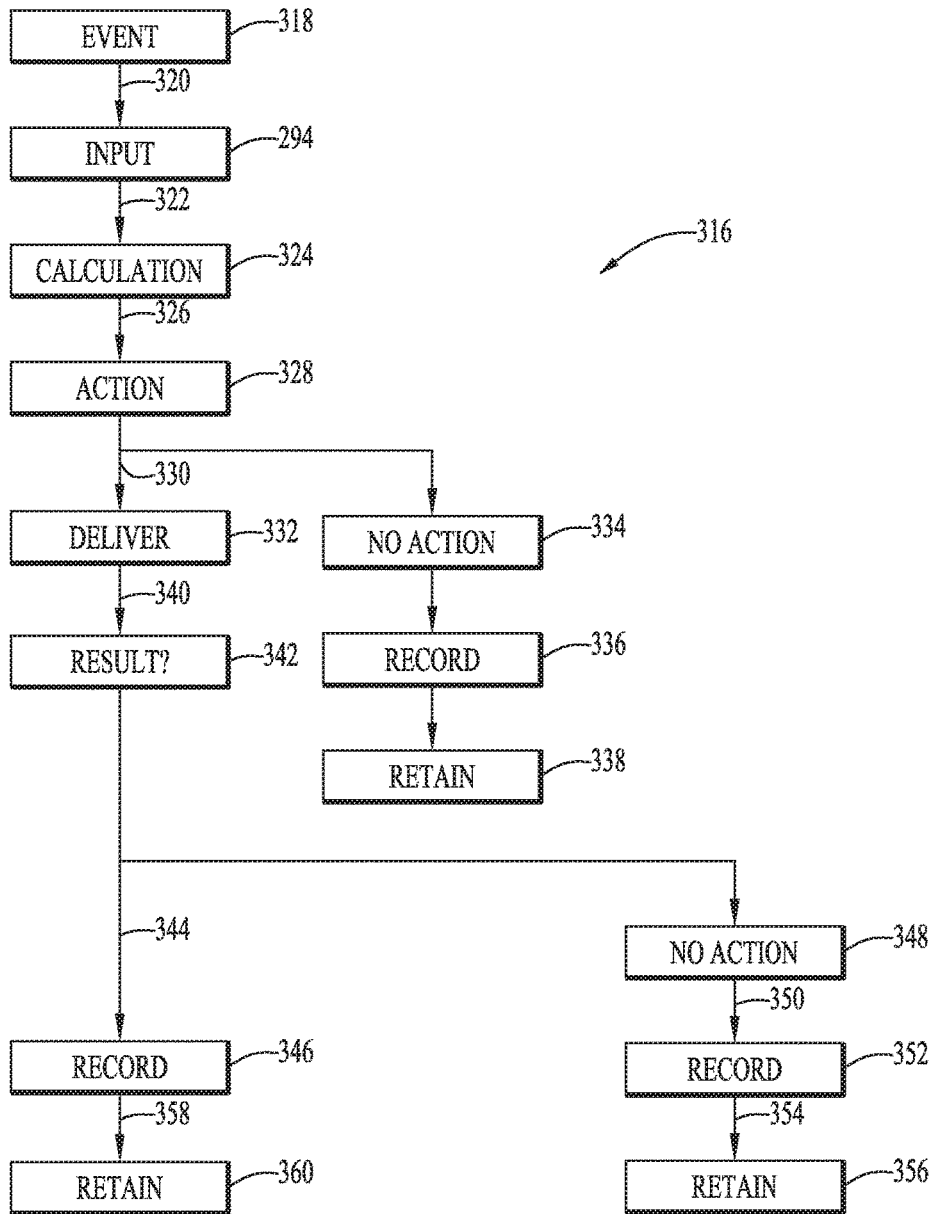 EVENT 318
320
INPUT 294
322
316
CALCULATION 324
326
ACTION 328
330
DELIVER 332
NO ACTION 334
340
RESULT? 342
RECORD 336
RETAIN 338
344
NO ACTION 348
350
RECORD 346
RECORD 352
358
354
RETAIN 360
RETAIN 356